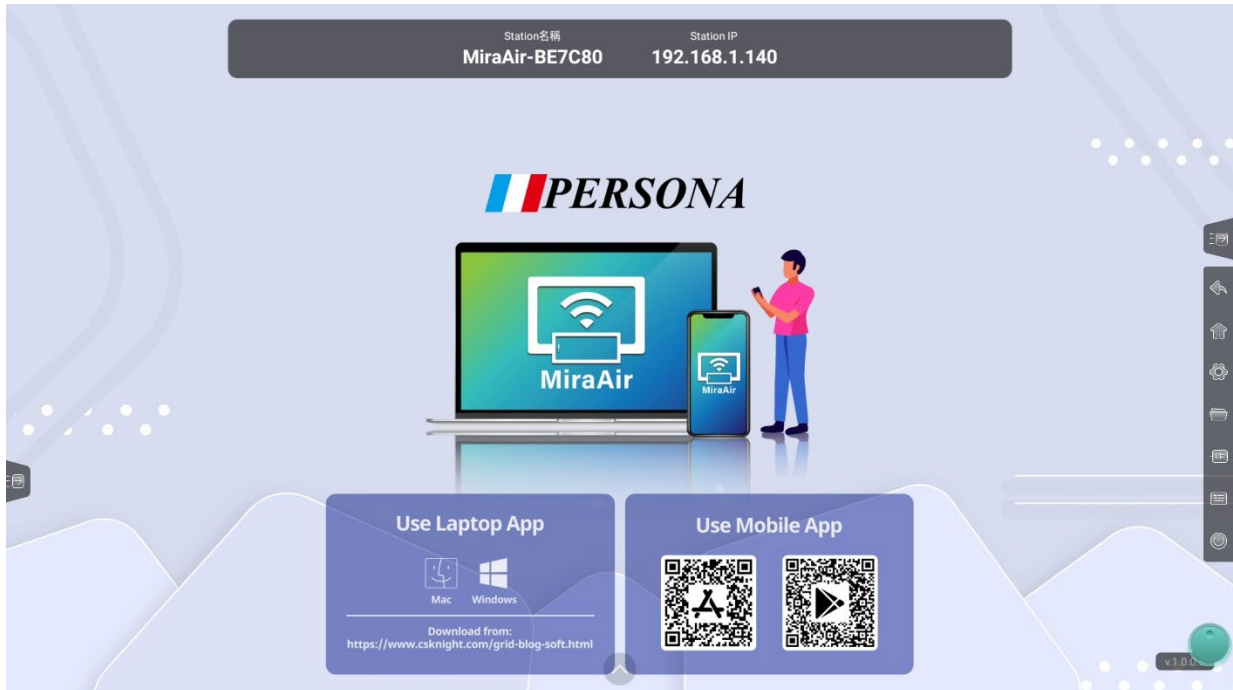 Station名稱
MiraAir-BE7C80
Station IP
192.168.1.140
PERSONA
MiraAir
MiraAir
Use Laptop App
Mac
Windows
Download from:
https://www.csknight.com/grid-blog-soft.html
Use Mobile App